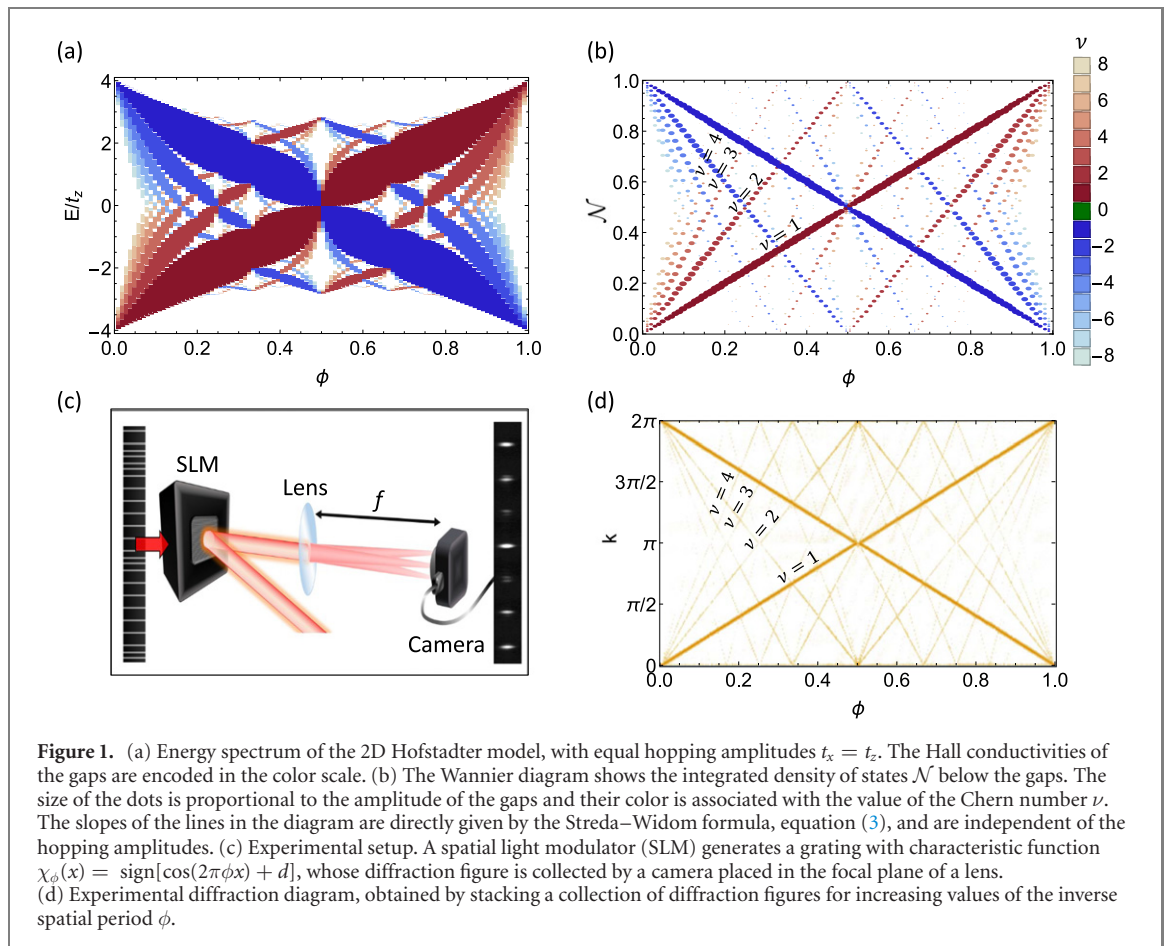 (a)
4
2
0
−2
−4
E/t_z
0.0 0.2 0.4 0.6 0.8 1.0
ϕ
(b)
1.0
0.8
0.6
0.4
0.2
0.0
𝒩
ν = 4
ν = 3
ν = 2
ν = 1
0.0 0.2 0.4 0.6 0.8 1.0
ϕ
ν
8
6
4
2
0
−2
−4
−6
−8
(c)
SLM
Lens
f
Camera
(d)
2π
3π/2
π
π/2
0
k
ν = 4
ν = 3
ν = 2
ν = 1
0.0 0.2 0.4 0.6 0.8 1.0
ϕ
Figure 1. (a) Energy spectrum of the 2D Hofstadter model, with equal hopping amplitudes t_x = t_z. The Hall conductivities of
the gaps are encoded in the color scale. (b) The Wannier diagram shows the integrated density of states 𝒩 below the gaps. The
size of the dots is proportional to the amplitude of the gaps and their color is associated with the value of the Chern number ν.
The slopes of the lines in the diagram are directly given by the Streda–Widom formula, equation (3), and are independent of the
hopping amplitudes. (c) Experimental setup. A spatial light modulator (SLM) generates a grating with characteristic function
χ_ϕ(x) = sign[cos(2πϕx) + d], whose diffraction figure is collected by a camera placed in the focal plane of a lens.
(d) Experimental diffraction diagram, obtained by stacking a collection of diffraction figures for increasing values of the inverse
spatial period ϕ.